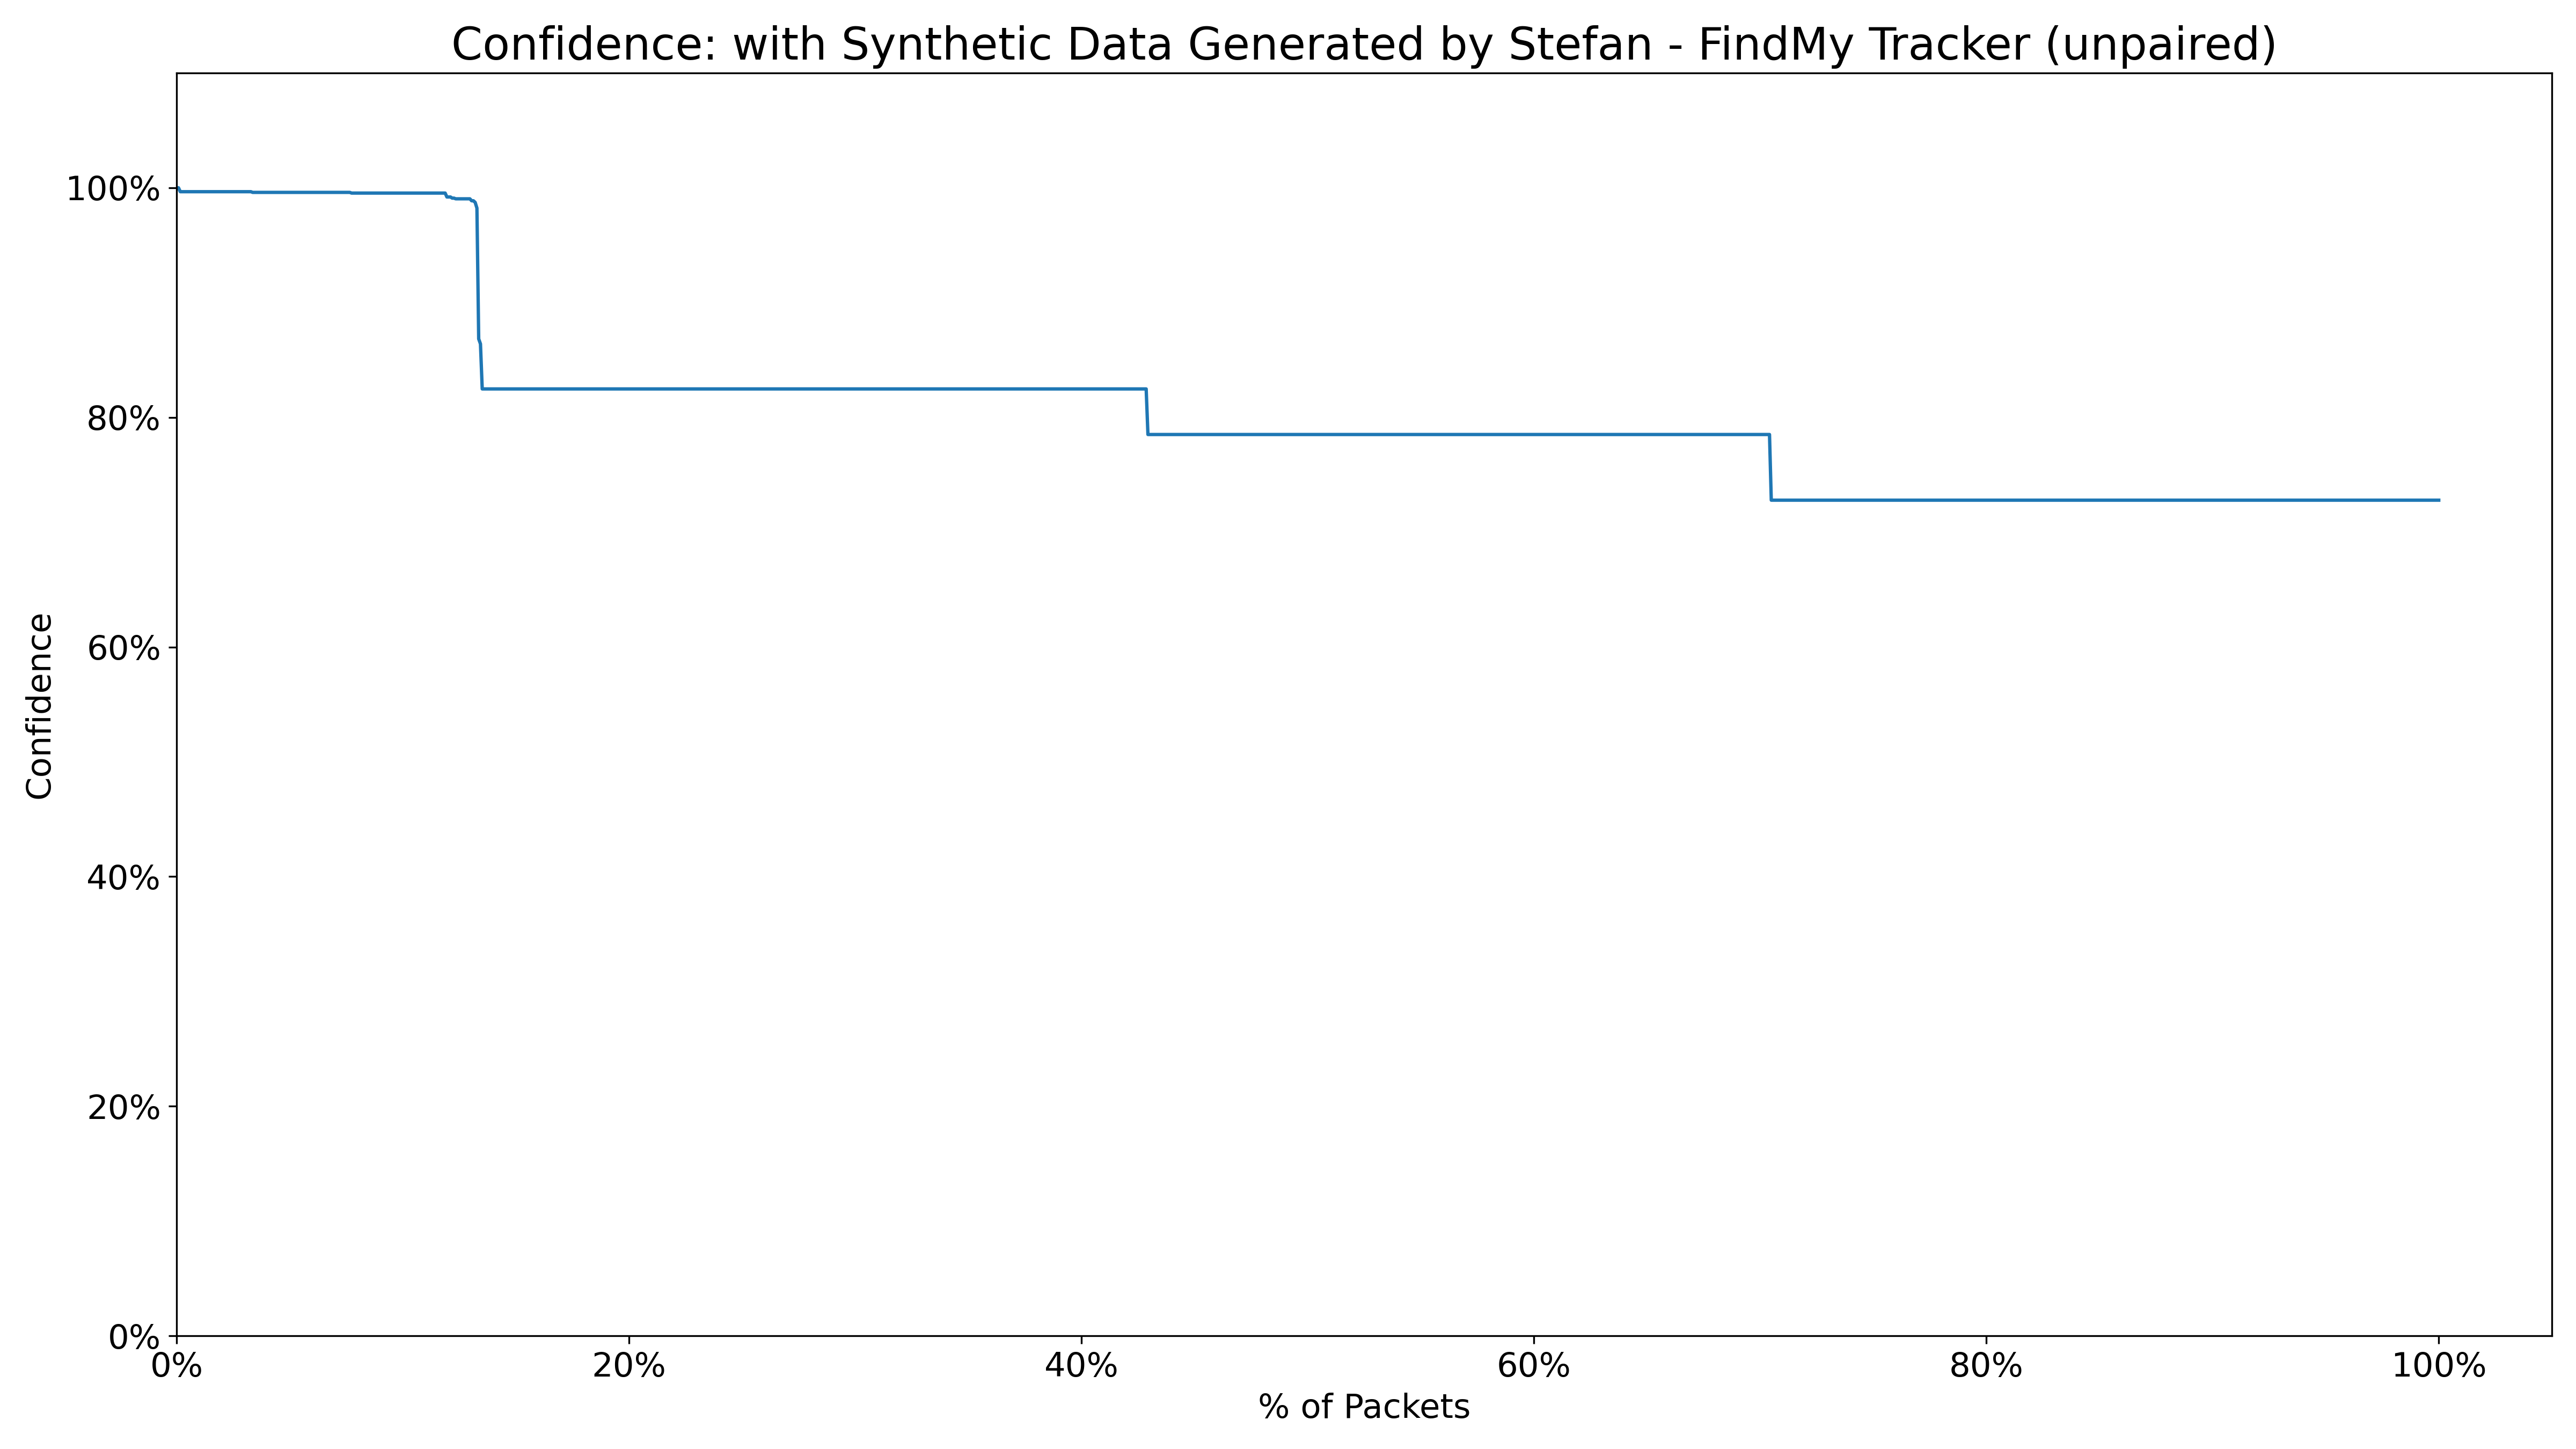 Confidence: with Synthetic Data Generated by Stefan - FindMy Tracker (unpaired)
100%
80%
60%
40%
20%
0%
Confidence
0% 20% 40% 60% 80% 100%
% of Packets